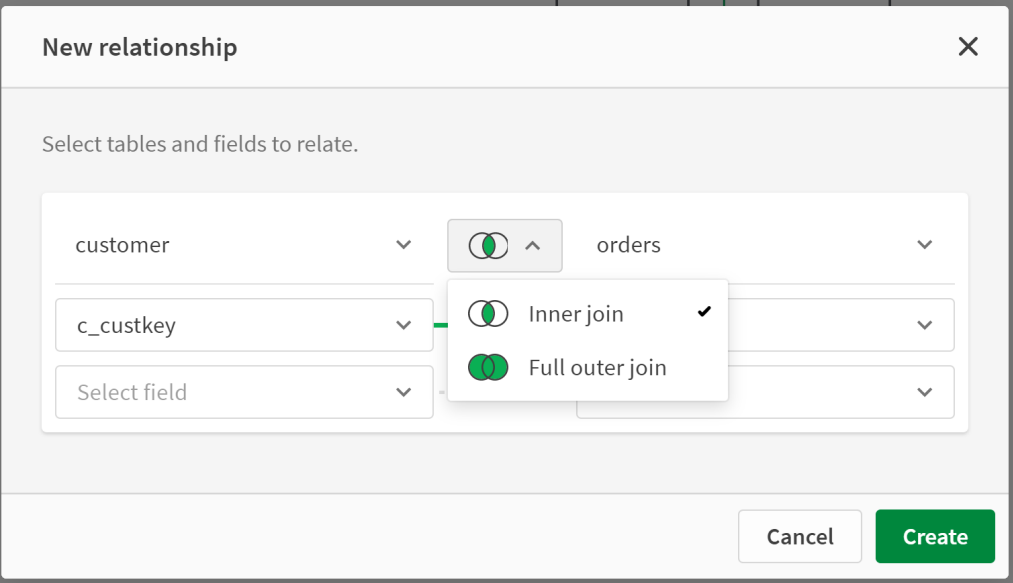 New relationship
Select tables and fields to relate.
customer
orders
c_custkey
Inner join
Full outer join
Select field
Cancel
Create